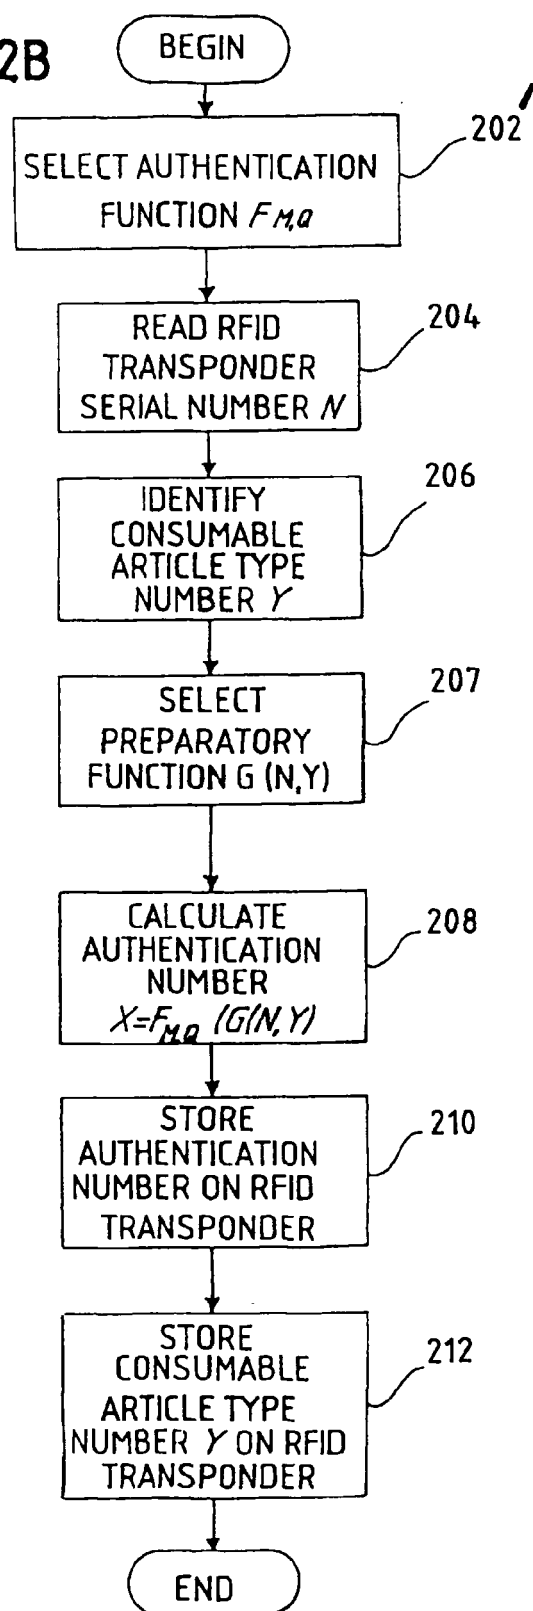 2B
BEGIN
202
SELECT AUTHENTICATION
FUNCTION F M,Q
204
READ RFID
TRANSPONDER
SERIAL NUMBER N
206
IDENTIFY
CONSUMABLE
ARTICLE TYPE
NUMBER Y
207
SELECT
PREPARATORY
FUNCTION G (N,Y)
208
CALCULATE
AUTHENTICATION
NUMBER
X=F M,Q (G(N,Y)
210
STORE
AUTHENTICATION
NUMBER ON RFID
TRANSPONDER
212
STORE
CONSUMABLE
ARTICLE TYPE
NUMBER Y ON RFID
TRANSPONDER
END